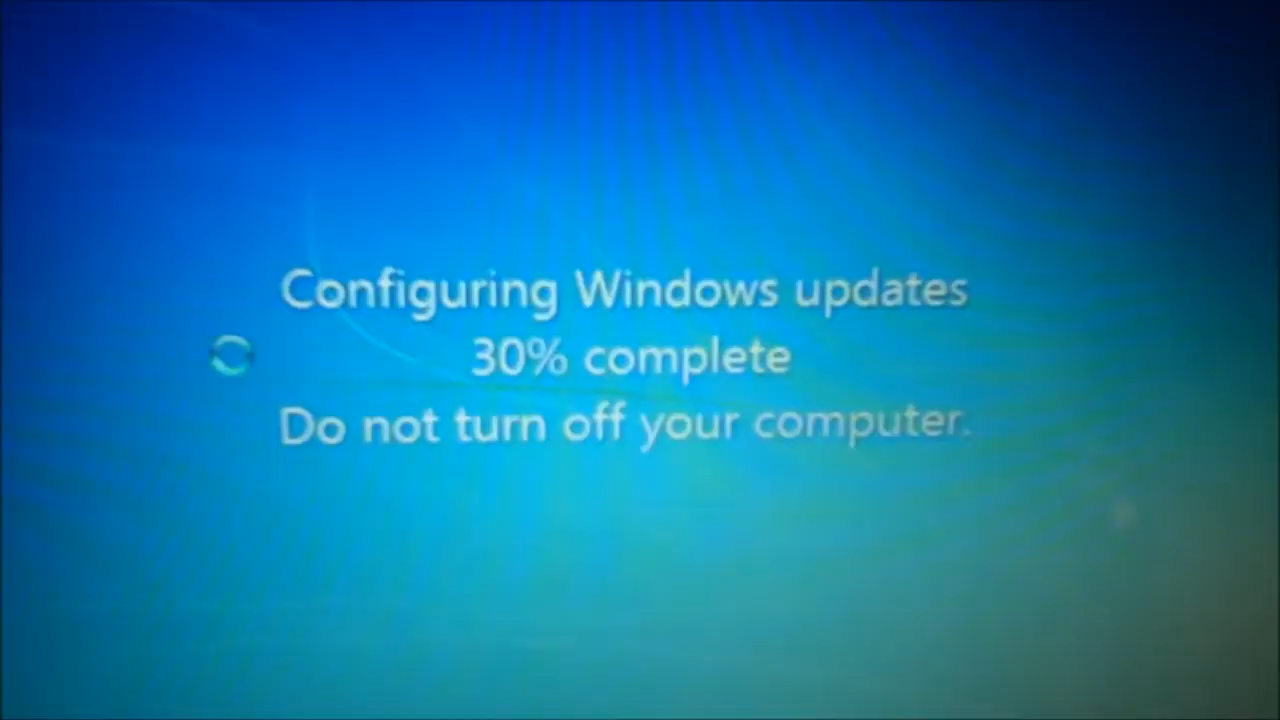 Configuring Windows updates
30% complete
Do not turn off your computer.